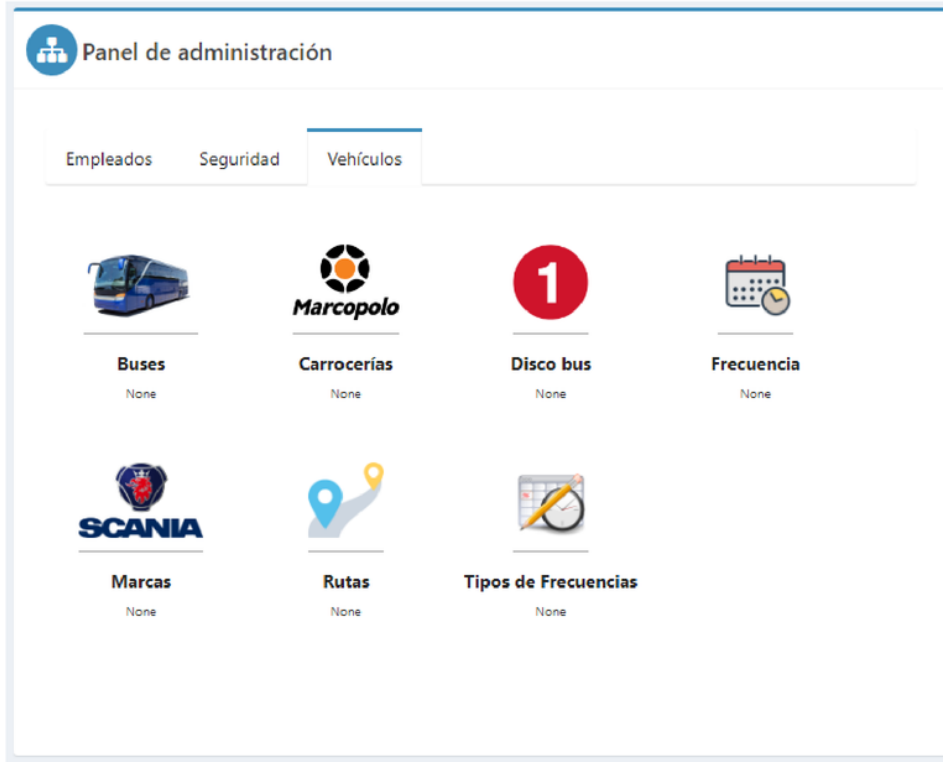 Panel de administración
Empleados Seguridad Vehículos
Marcopolo
1
Buses Carrocerías Disco bus Frecuencia
None None None None
SCANIA
Marcas Rutas Tipos de Frecuencias
None None None